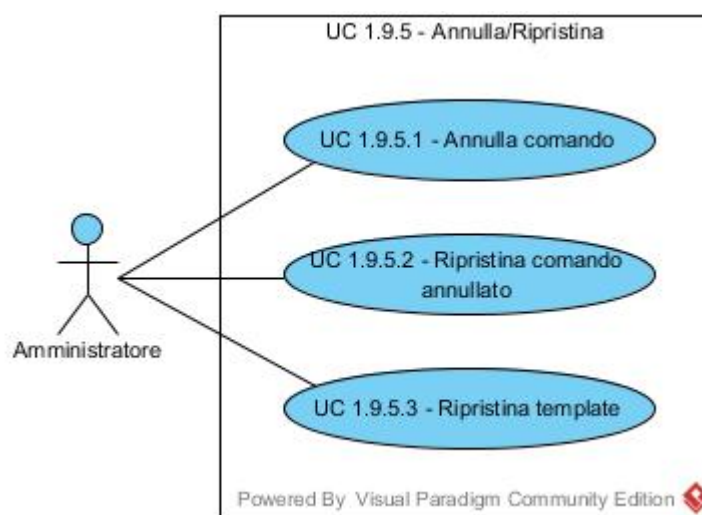 UC 1.9.5 - Annulla/Ripristina
UC 1.9.5.1 - Annulla comando
UC 1.9.5.2 - Ripristina comando
annullato
Amministratore
UC 1.9.5.3 - Ripristina template
Powered By Visual Paradigm Community Edition